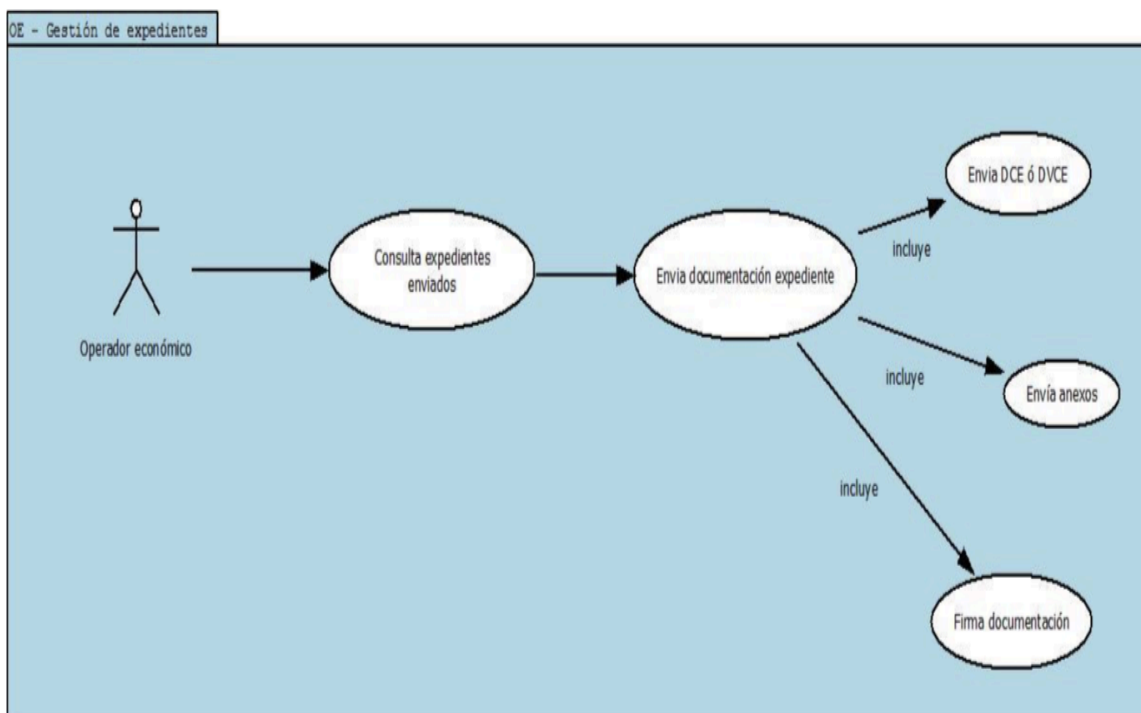 OE - Gestión de expedientes
Envia DCE ó DVCE
incluye
Consulta expedientes
enviados
Envia documentación expediente
Operador económico
incluye
Envía anexos
incluye
Firma documentación